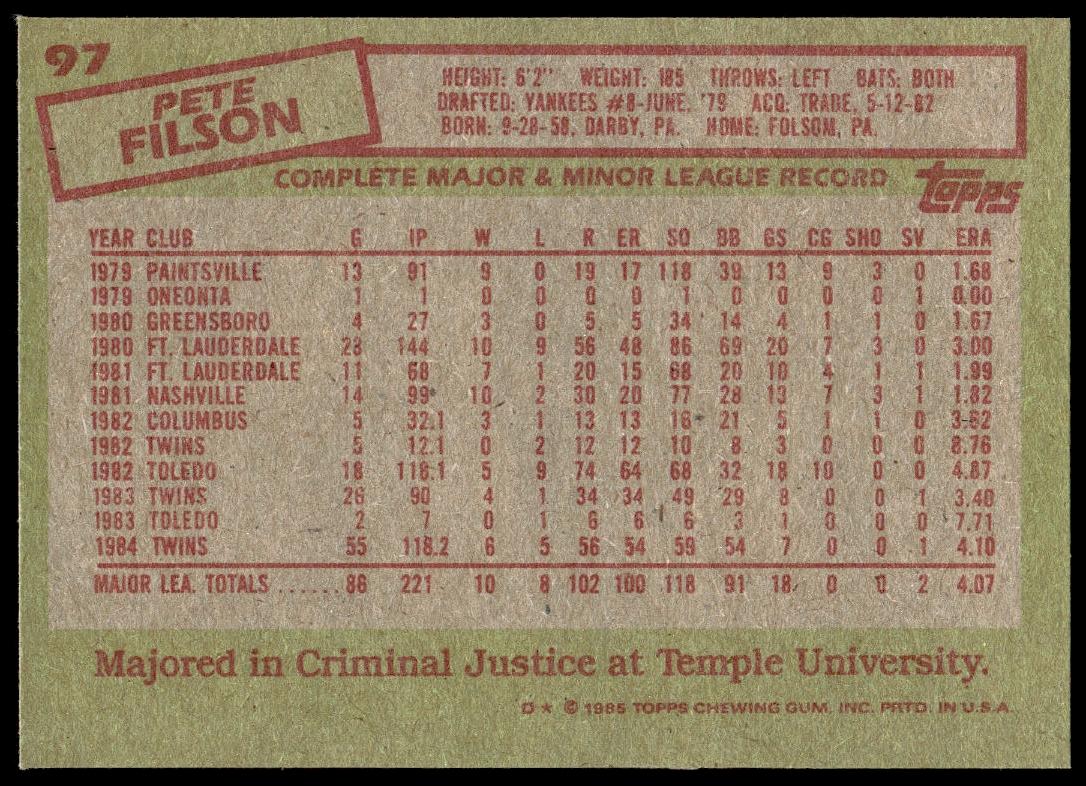 97
PETE
FILSON
HEIGHT: 6'2" WEIGHT: 185 THROWS: LEFT BATS: BOTH
DRAFTED: YANKEES #8-JUNE, '79 ACQ: TRADE, 5-12-82
BORN: 9-28-58, DARBY, PA. HOME: FOLSOM, PA.
COMPLETE MAJOR & MINOR LEAGUE RECORD
topps
YEAR CLUB G IP W L R ER SO BB GS CG SHO SV ERA
1979 PAINTSVILLE 13 91 9 0 19 17 118 39 13 9 3 0 1.68
1979 ONEONTA 1 1 0 0 0 0 1 0 0 0 0 1 0.00
1980 GREENSBORO 4 27 3 0 5 5 34 14 4 1 1 0 1.67
1980 FT. LAUDERDALE 28 144 10 9 56 48 86 69 20 7 3 0 3.00
1981 FT. LAUDERDALE 11 68 7 1 20 15 68 20 10 4 1 1 1.99
1981 NASHVILLE 14 99 10 2 30 20 77 28 13 7 3 1 1.82
1982 COLUMBUS 5 32.1 3 1 13 13 16 21 5 1 1 0 3.62
1982 TWINS 5 12.1 0 2 12 12 10 8 3 0 0 0 8.76
1982 TOLEDO 18 118.1 5 9 74 64 68 32 18 10 0 0 4.87
1983 TWINS 26 90 4 1 34 34 49 29 8 0 0 1 3.40
1983 TOLEDO 2 7 0 1 6 6 6 3 1 0 0 0 7.71
1984 TWINS 55 118.2 6 5 56 54 59 54 7 0 0 1 4.10
MAJOR LEA. TOTALS ...... 86 221 10 8 102 100 118 91 18 0 0 2 4.07
Majored in Criminal Justice at Temple University.
D ★ © 1985 TOPPS CHEWING GUM, INC. PRTD. IN U.S.A.